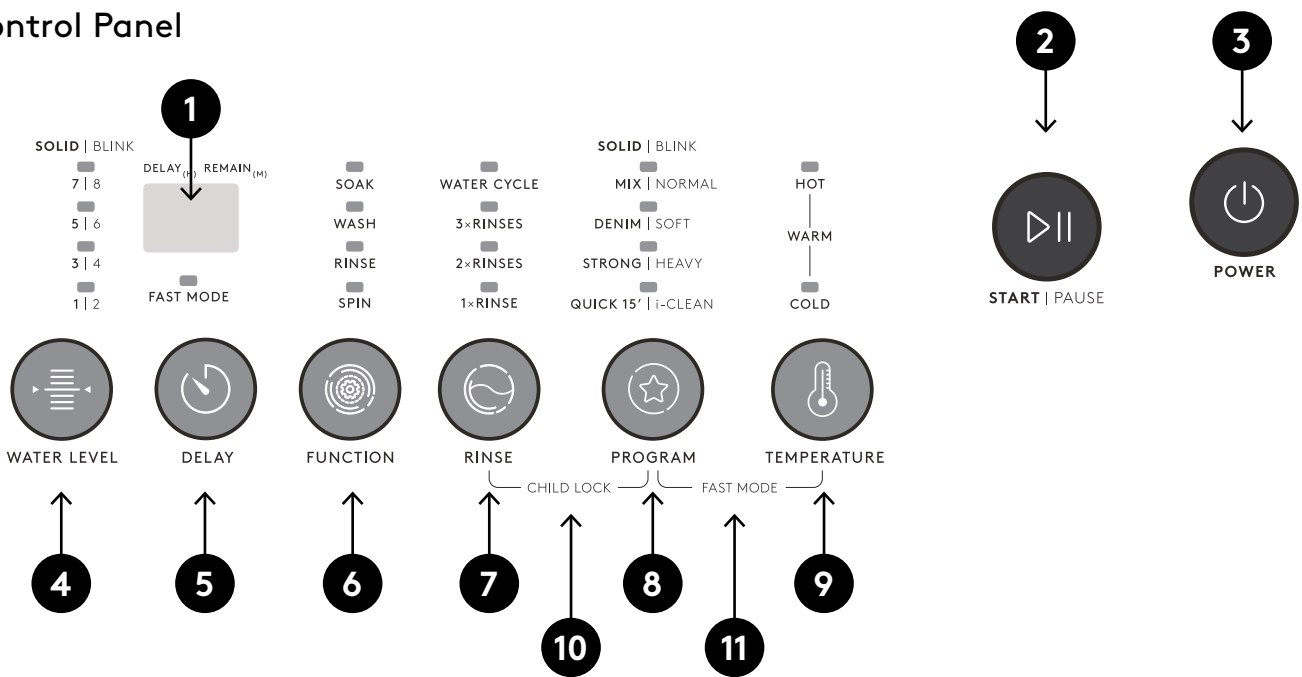 ontrol Panel
2
3
1
SOLID | BLINK
7 | 8
5 | 6
3 | 4
1 | 2
DELAY (H) REMAIN (M)
FAST MODE
SOAK
WASH
RINSE
SPIN
WATER CYCLE
3×RINSES
2×RINSES
1×RINSE
SOLID | BLINK
MIX | NORMAL
DENIM | SOFT
STRONG | HEAVY
QUICK 15' | i-CLEAN
HOT
WARM
COLD
START | PAUSE
POWER
WATER LEVEL
DELAY
FUNCTION
RINSE
PROGRAM
TEMPERATURE
CHILD LOCK
FAST MODE
4
5
6
7
8
9
10
11